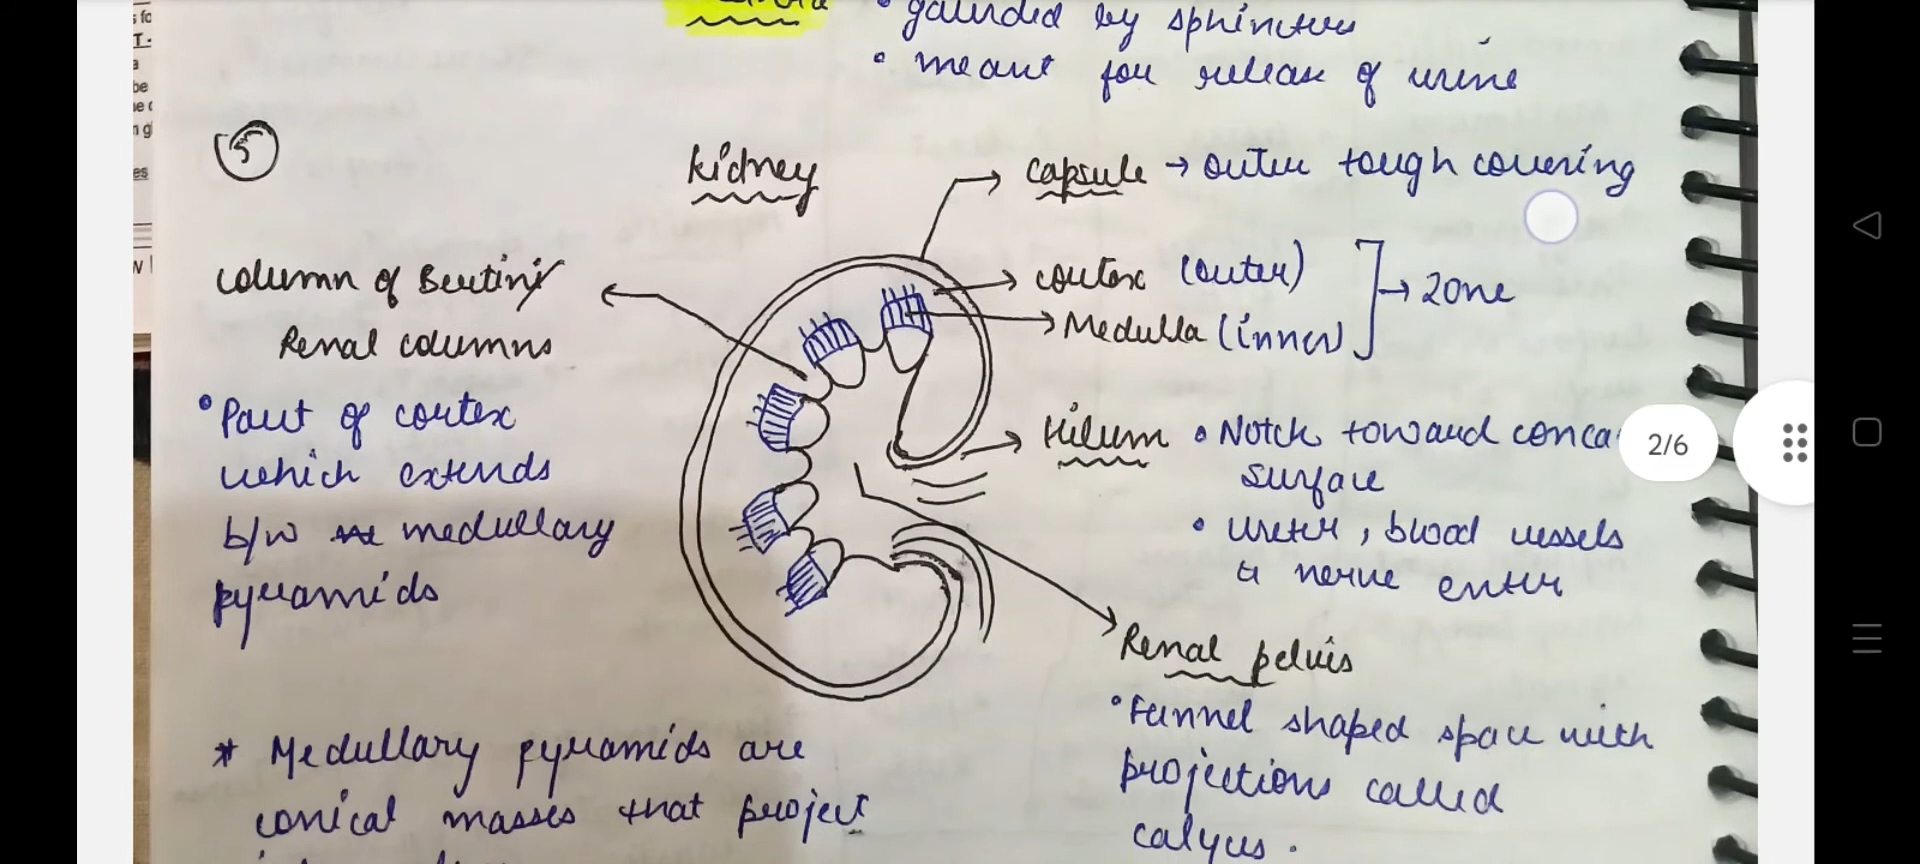 guarded by sphincters
• meant for release of urine
5
Kidney
Capsule → outer tough covering
Cortex (outer)
Medulla (inner)
→ zone
Column of Bertini
Renal columns
• Part of cortex
which extends
b/w medullary
pyramids
Hilum • Notch toward conca
surface
• Ureter, blood vessels
& nerve enter
2/6
Renal pelvis
• Funnel shaped space with
projections called
calyces.
* Medullary pyramids are
conical masses that project